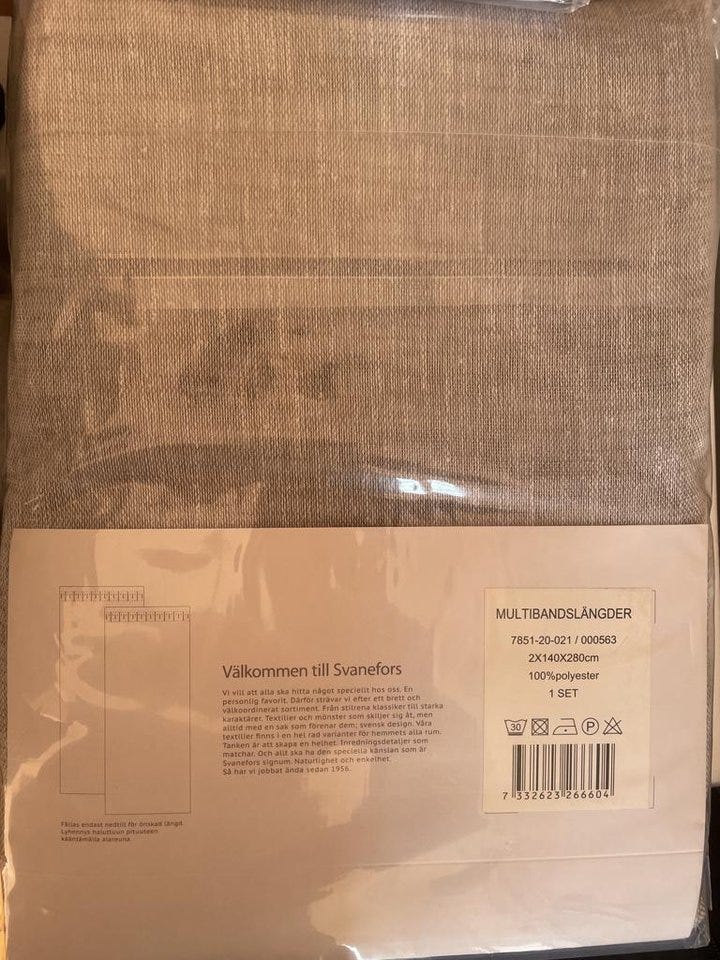 Välkommen till Svanefors
Vi vill att alla ska hitta något speciellt hos oss. En
personlig favorit. Därför strävar vi efter ett brett och
välkoordinerat sortiment. Från stilrena klassiker till starka
karaktärer. Textilier och mönster som skiljer sig åt, men
alltid med en sak som förenar dem; svensk design. Våra
textilier finns i en hel rad varianter för hemmets alla rum.
Tanken är att skapa en helhet. Inredningsdetaljer som
matchar. Och allt ska ha den speciella känslan som är
Svanefors signum. Naturlighet och enkelhet.
Så har vi jobbat ända sedan 1956.
Fållas endast nedtill för önskad längd.
Lyhennys haluttuun pituuteen
kääntämällä alareuna.
MULTIBANDSLÄNGDER
7851-20-021 / 000563
2X140X280cm
100%polyester
1 SET
30 P
7 332623 266604